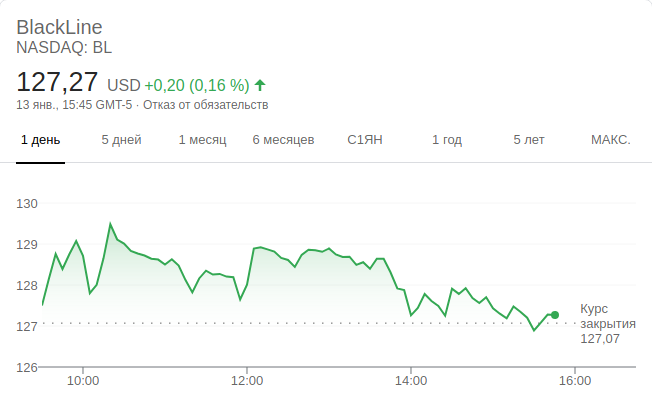 BlackLine
NASDAQ: BL
127,27 USD +0,20 (0,16 %)
13 янв., 15:45 GMT-5 · Отказ от обязательств
1 день 5 дней 1 месяц 6 месяцев С1ЯН 1 год 5 лет МАКС.
130
129
128
127
126
Курс
закрытия
127,07
10:00 12:00 14:00 16:00